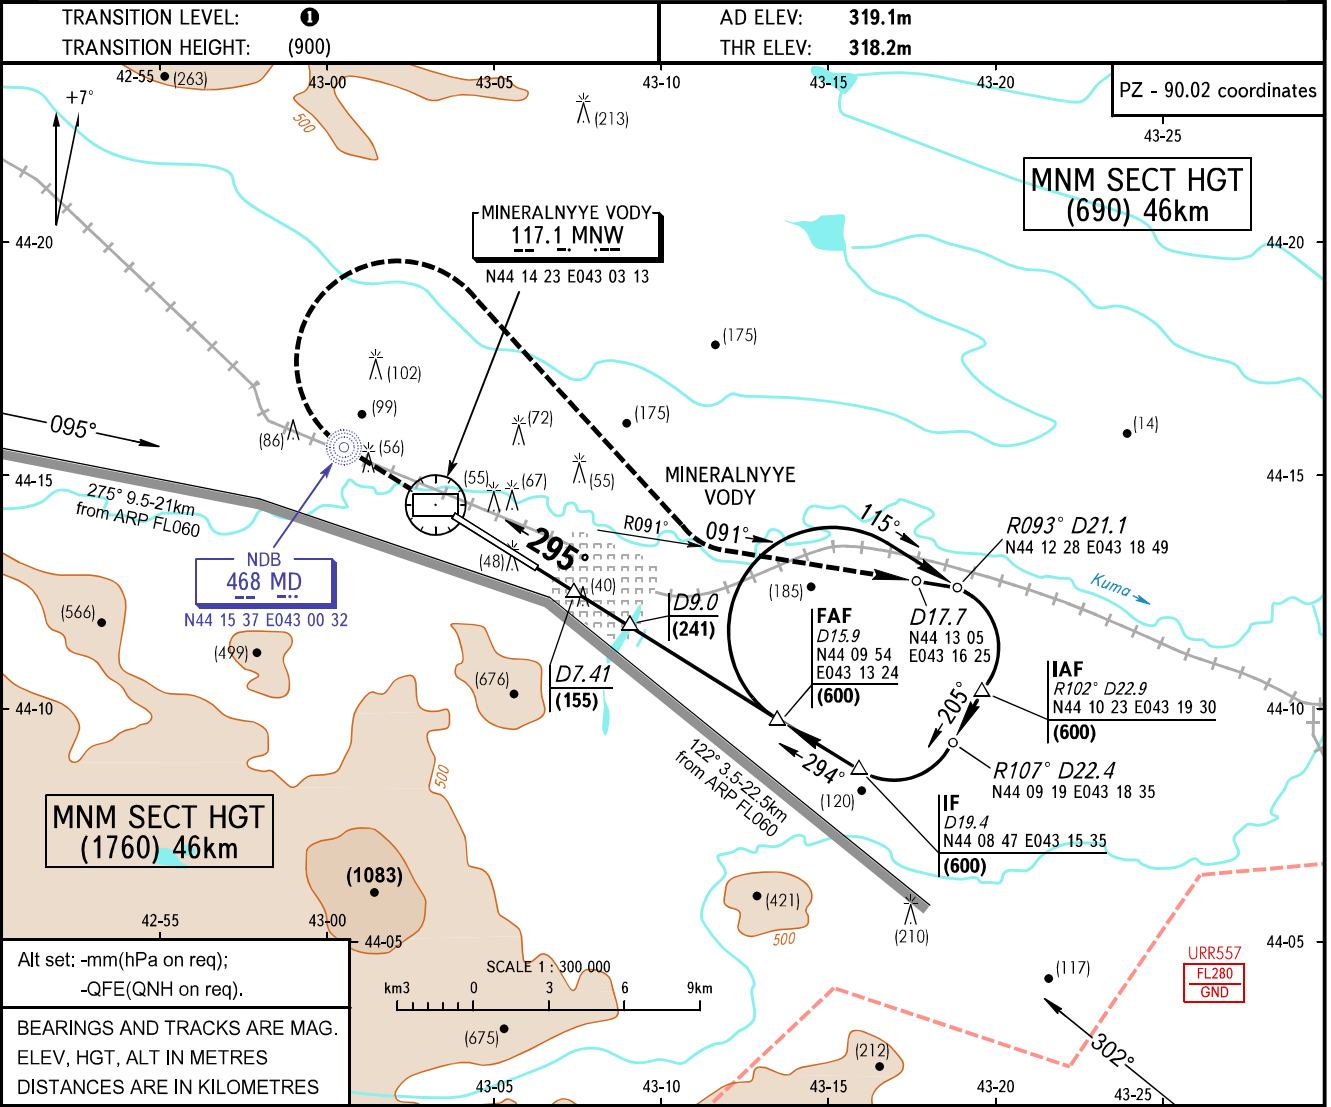 TRANSITION LEVEL: 1
TRANSITION HEIGHT: (900)
AD ELEV: 319.1m
THR ELEV: 318.2m
42-55
(263)
43-00
43-05
43-10
43-15
43-20
PZ - 90.02 coordinates
43-25
+7°
500
(213)
MNM SECT HGT
(690) 46km
MINERALNYYE VODY
117.1 MNW
N44 14 23 E043 03 13
44-20
44-20
(175)
(102)
(99)
(72)
(175)
(14)
095°
(86)
(56)
(55)
(67)
(55)
MINERALNYYE
VODY
44-15
44-15
275° 9.5-21km
from ARP FL060
R091°
091°
115°
R093° D21.1
N44 12 28 E043 18 49
295°
(48)
(40)
NDB
468 MD
N44 15 37 E043 00 32
(185)
Kuma
D9.0
(241)
FAF
D15.9
N44 09 54
E043 13 24
(600)
D17.7
N44 13 05
E043 16 25
(566)
(499)
(676)
D7.41
(155)
IAF
R102° D22.9
N44 10 23 E043 19 30
(600)
205°
44-10
44-10
122° 3.5-22.5km
from ARP FL060
294°
R107° D22.4
N44 09 19 E043 18 35
500
(120)
IF
D19.4
N44 08 47 E043 15 35
(600)
MNM SECT HGT
(1760) 46km
(1083)
(421)
500
(210)
42-55
43-00
44-05
44-05
Alt set: -mm(hPa on req);
-QFE(QNH on req).
SCALE 1 : 300 000
km3 0 3 6 9km
(117)
URR557
FL280
GND
BEARINGS AND TRACKS ARE MAG.
ELEV, HGT, ALT IN METRES
DISTANCES ARE IN KILOMETRES
(675)
(212)
302°
43-05
43-10
43-15
43-20
43-25